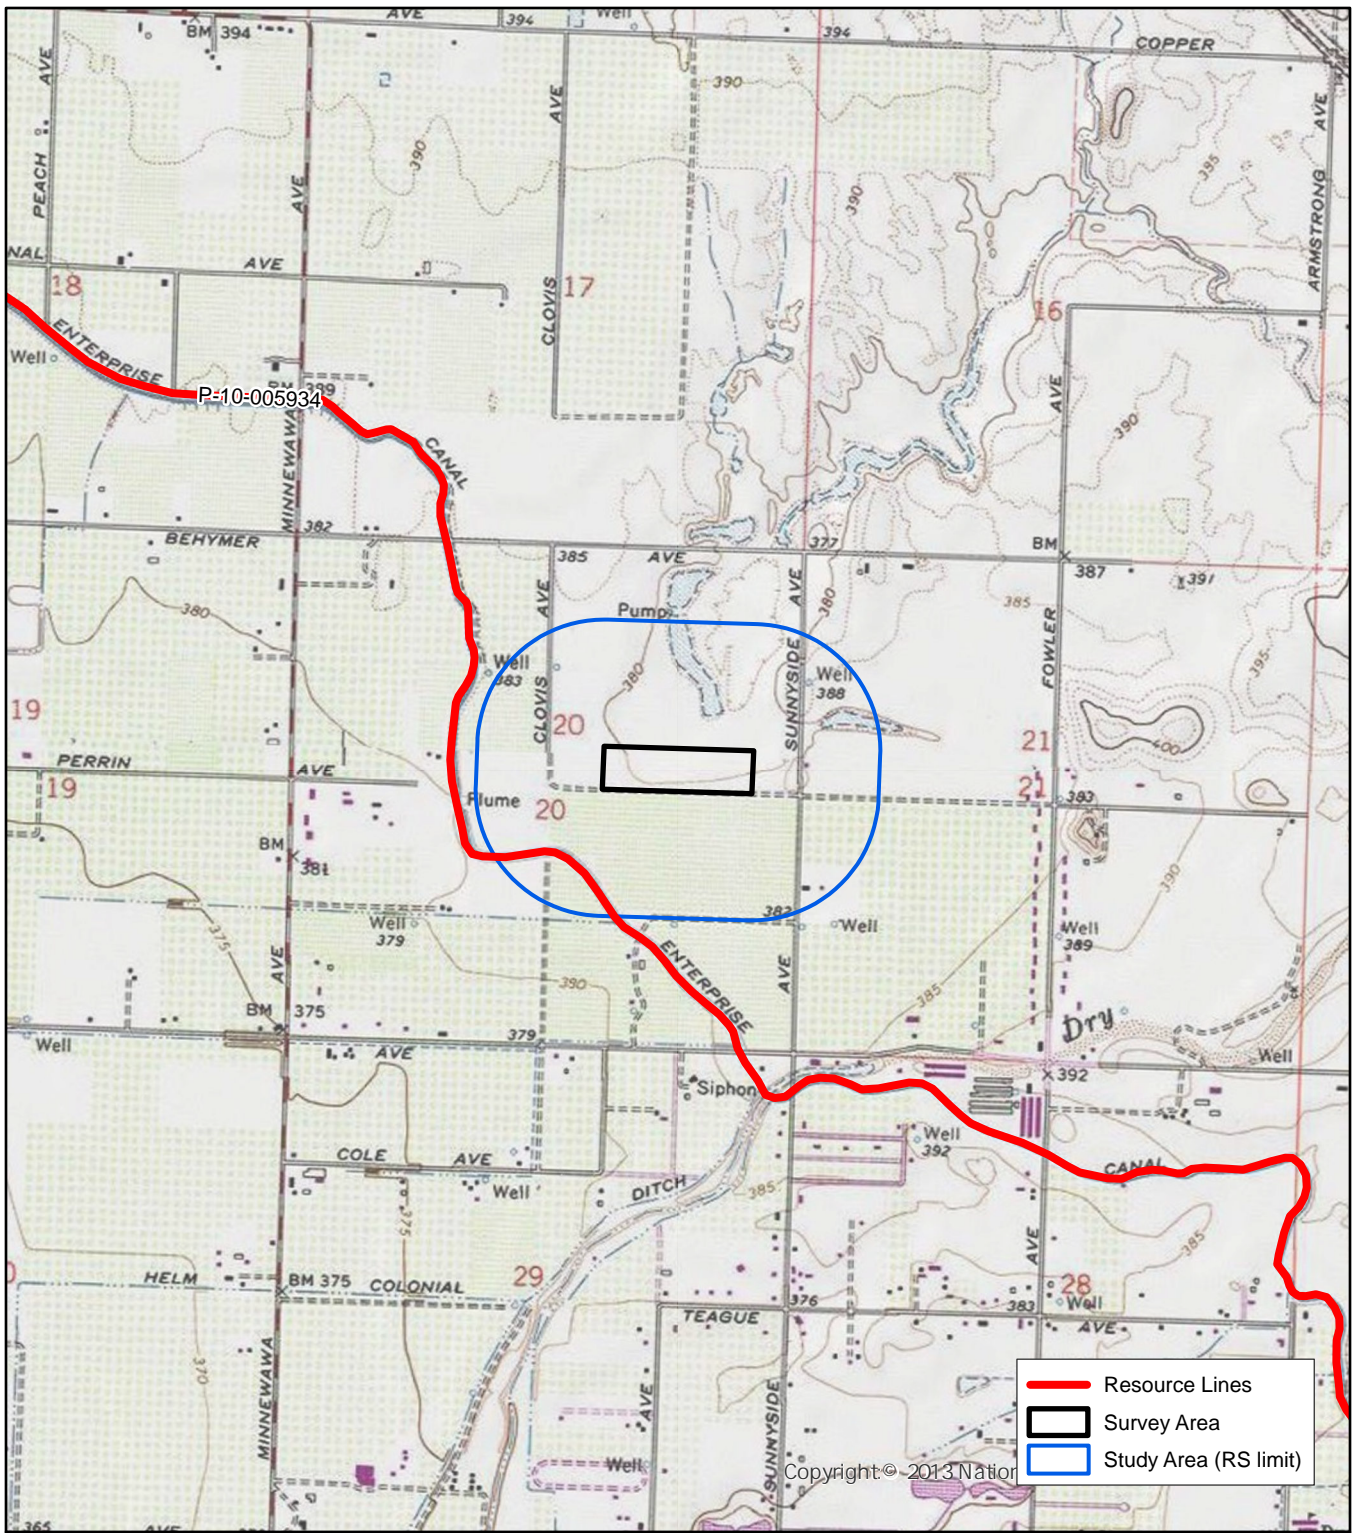 AVE
394
Well
394
BM 394
COPPER
AVE
390
AVE
AVE
390
395
PEACH
AVE
390
ARMSTRONG
NAL
AVE
18
17
16
CLOVIS
ENTERPRISE
Well
BM 389
P-10-005934
AVE
MINNEWAWA
CANAL
390
382
BEHYMER
385
AVE
377
BM
387
391
AVE
AVE
380
380
Pump
385
FOWLER
Well
383
380
SUNNYSIDE
Well
388
395
19
CLOVIS
20
21
400
PERRIN
AVE
19
Flume
20
21
383
BM
381
390
382
Well
379
Well
Well
389
375
AVE
390
ENTERPRISE
AVE
385
BM 375
Dry
Well
AVE
379
Well
Siphon
392
Well
392
COLE
AVE
CANAL
Well
DITCH
385
375
AVE
385
HELM
BM 375
COLONIAL
29
28
Well
376
383
TEAGUE
AVE
370
MINNEWAWA
AVE
SUNNYSIDE
Well
Resource Lines
Survey Area
Study Area (RS limit)
Copyright:© 2013 Nation
365
AVE